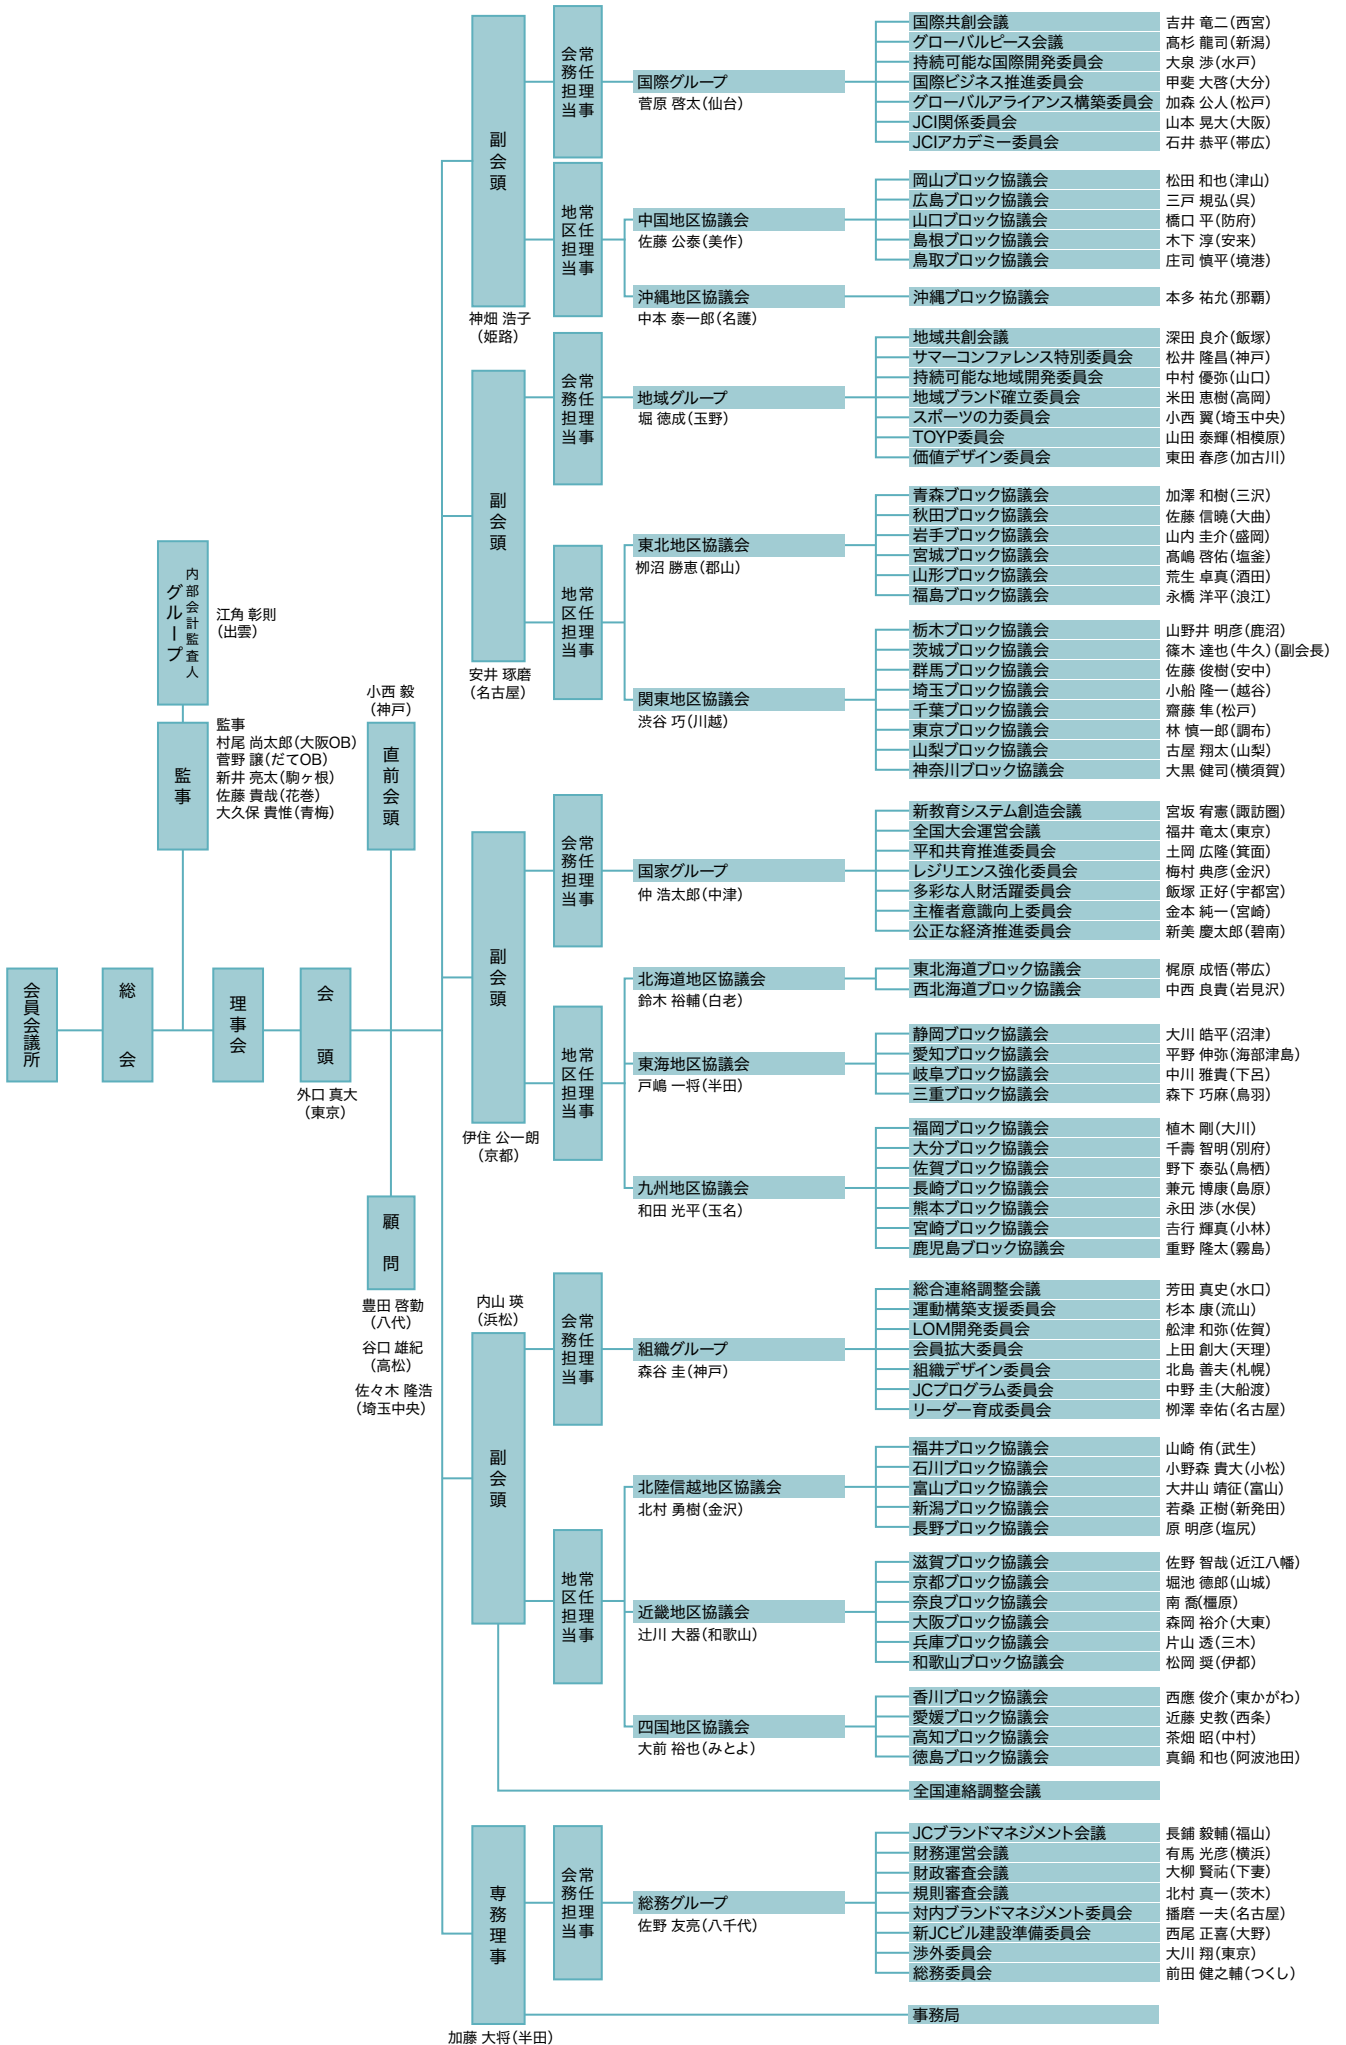 会員会議所
総会
内部会計監査人
グループ
江角 彰則
（出雲）
監事
監事
村尾 尚太郎（大阪OB）
菅野 譲（だてOB）
新井 亮太（駒ヶ根）
佐藤 貴哉（花巻）
大久保 貴惟（青梅）
理事会
会頭
外口 真大
（東京）
小西 毅
（神戸）
直前会頭
顧問
豊田 啓勤
（八代）
谷口 雄紀
（高松）
佐々木 隆浩
（埼玉中央）
副会頭
神畑 浩子
（姫路）
常任理事
会務担当
国際グループ
菅原 啓太（仙台）
国際共創会議 吉井 竜二（西宮）
グローバルピース会議 髙杉 龍司（新潟）
持続可能な国際開発委員会 大泉 渉（水戸）
国際ビジネス推進委員会 甲斐 大啓（大分）
グローバルアライアンス構築委員会 加森 公人（松戸）
JCI関係委員会 山本 晃大（大阪）
JCIアカデミー委員会 石井 恭平（帯広）
常任理事
地区担当
中国地区協議会
佐藤 公泰（美作）
岡山ブロック協議会 松田 和也（津山）
広島ブロック協議会 三戸 規弘（呉）
山口ブロック協議会 橋口 平（防府）
島根ブロック協議会 木下 淳（安来）
鳥取ブロック協議会 庄司 慎平（境港）
沖縄地区協議会
中本 泰一郎（名護）
沖縄ブロック協議会 本多 祐允（那覇）
副会頭
安井 琢磨
（名古屋）
常任理事
会務担当
地域グループ
堀 徳成（玉野）
地域共創会議 深田 良介（飯塚）
サマーコンファレンス特別委員会 松井 隆昌（神戸）
持続可能な地域開発委員会 中村 優弥（山口）
地域ブランド確立委員会 米田 恵樹（高岡）
スポーツの力委員会 小西 翼（埼玉中央）
TOYP委員会 山田 泰輝（相模原）
価値デザイン委員会 東田 春彦（加古川）
常任理事
地区担当
東北地区協議会
栁沼 勝恵（郡山）
青森ブロック協議会 加澤 和樹（三沢）
秋田ブロック協議会 佐藤 信曉（大曲）
岩手ブロック協議会 山内 圭介（盛岡）
宮城ブロック協議会 髙嶋 啓佑（塩釜）
山形ブロック協議会 荒生 卓真（酒田）
福島ブロック協議会 永橋 洋平（浪江）
関東地区協議会
渋谷 巧（川越）
栃木ブロック協議会 山野井 明彦（鹿沼）
茨城ブロック協議会 篠木 達也（牛久）（副会長）
群馬ブロック協議会 佐藤 俊樹（安中）
埼玉ブロック協議会 小船 隆一（越谷）
千葉ブロック協議会 齋藤 隼（松戸）
東京ブロック協議会 林 慎一郎（調布）
山梨ブロック協議会 古屋 翔太（山梨）
神奈川ブロック協議会 大黒 健司（横須賀）
副会頭
伊住 公一朗
（京都）
常任理事
会務担当
国家グループ
仲 浩太郎（中津）
新教育システム創造会議 宮坂 宥憲（諏訪圏）
全国大会運営会議 福井 竜太（東京）
平和共育推進委員会 土岡 広隆（箕面）
レジリエンス強化委員会 梅村 典彦（金沢）
多彩な人財活躍委員会 飯塚 正好（宇都宮）
主権者意識向上委員会 金本 純一（宮崎）
公正な経済推進委員会 新美 慶太郎（碧南）
常任理事
地区担当
北海道地区協議会
鈴木 裕輔（白老）
東北海道ブロック協議会 梶原 成悟（帯広）
西北海道ブロック協議会 中西 良貴（岩見沢）
東海地区協議会
戸嶋 一将（半田）
静岡ブロック協議会 大川 皓平（沼津）
愛知ブロック協議会 平野 伸弥（海部津島）
岐阜ブロック協議会 中川 雅貴（下呂）
三重ブロック協議会 森下 巧麻（鳥羽）
九州地区協議会
和田 光平（玉名）
福岡ブロック協議会 植木 剛（大川）
大分ブロック協議会 千壽 智明（別府）
佐賀ブロック協議会 野下 泰弘（鳥栖）
長崎ブロック協議会 兼元 博康（島原）
熊本ブロック協議会 永田 渉（水俣）
宮崎ブロック協議会 吉行 輝真（小林）
鹿児島ブロック協議会 重野 隆太（霧島）
内山 瑛
（浜松）
副会頭
常任理事
会務担当
組織グループ
森谷 圭（神戸）
総合連絡調整会議 芳田 真史（水口）
運動構築支援委員会 杉本 康（流山）
LOM開発委員会 舩津 和弥（佐賀）
会員拡大委員会 上田 創大（天理）
組織デザイン委員会 北島 善夫（札幌）
JCプログラム委員会 中野 圭（大船渡）
リーダー育成委員会 栁澤 幸佑（名古屋）
常任理事
地区担当
北陸信越地区協議会
北村 勇樹（金沢）
福井ブロック協議会 山崎 侑（武生）
石川ブロック協議会 小野森 貴大（小松）
富山ブロック協議会 大井山 靖征（富山）
新潟ブロック協議会 若桑 正樹（新発田）
長野ブロック協議会 原 明彦（塩尻）
近畿地区協議会
辻川 大器（和歌山）
滋賀ブロック協議会 佐野 智哉（近江八幡）
京都ブロック協議会 堀池 德郎（山城）
奈良ブロック協議会 南 喬（橿原）
大阪ブロック協議会 森岡 裕介（大東）
兵庫ブロック協議会 片山 透（三木）
和歌山ブロック協議会 松岡 奨（伊都）
四国地区協議会
大前 裕也（みとよ）
香川ブロック協議会 西應 俊介（東かがわ）
愛媛ブロック協議会 近藤 史教（西条）
高知ブロック協議会 茶畑 昭（中村）
徳島ブロック協議会 真鍋 和也（阿波池田）
全国連絡調整会議
専務理事
加藤 大将（半田）
常任理事
会務担当
総務グループ
佐野 友亮（八千代）
JCブランドマネジメント会議 長鋪 毅輔（福山）
財務運営会議 有馬 光彦（横浜）
財政審査会議 大柳 賢祐（下妻）
規則審査会議 北村 真一（茨木）
対内ブランドマネジメント委員会 播磨 一夫（名古屋）
新JCビル建設準備委員会 西尾 正喜（大野）
渉外委員会 大川 翔（東京）
総務委員会 前田 健之輔（つくし）
事務局